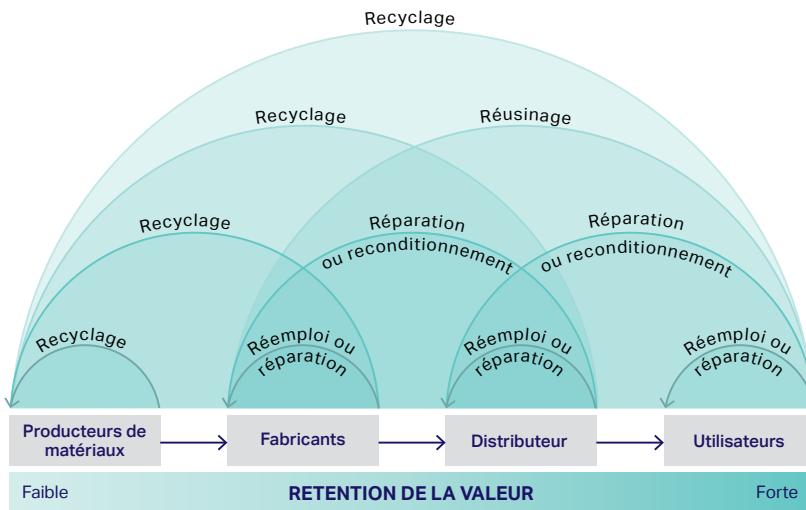 Recyclage
Recyclage
Réusinage
Recyclage
Réparation
ou reconditionnement
Réparation
ou reconditionnement
Recyclage
Réemploi ou
réparation
Réemploi ou
réparation
Réemploi ou
réparation
Producteurs de
matériaux
Fabricants
Distributeur
Utilisateurs
Faible
RETENTION DE LA VALEUR
Forte